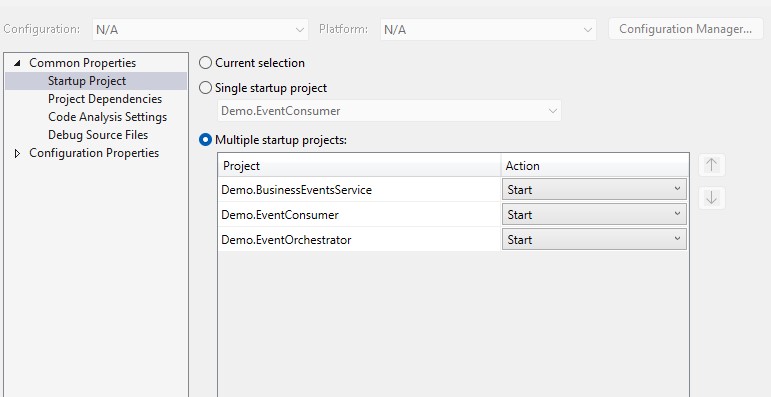 Configuration: N/A Platform: N/A Configuration Manager...
Common Properties
Startup Project
Project Dependencies
Code Analysis Settings
Debug Source Files
Configuration Properties
Current selection
Single startup project
Demo.EventConsumer
Multiple startup projects:
Project Action
Demo.BusinessEventsService Start
Demo.EventConsumer Start
Demo.EventOrchestrator Start